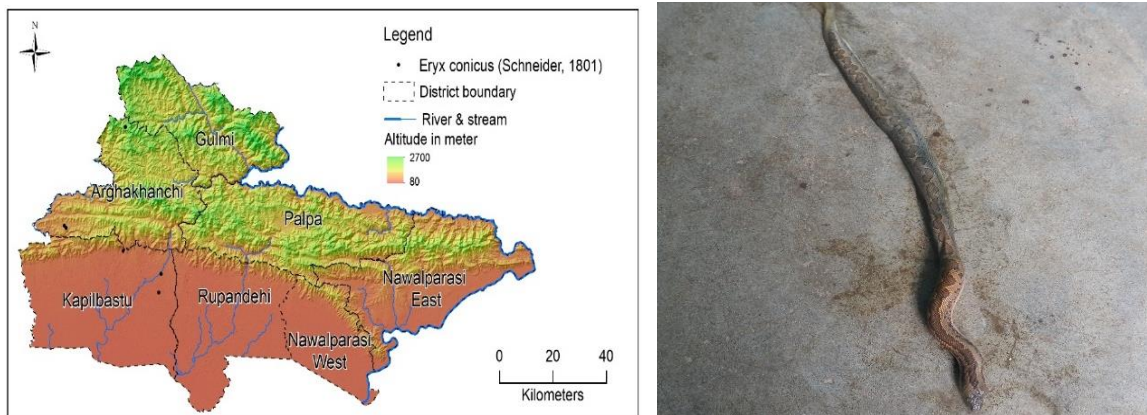 N
Legend
Eryx conicus (Schneider, 1801)
District boundary
River & stream
Altitude in meter
2700
80
Gulmi
Arghakhanchi
Palpa
Nawalparasi
East
Kapilbastu
Rupandehi
Nawalparasi
West
0 20 40
Kilometers